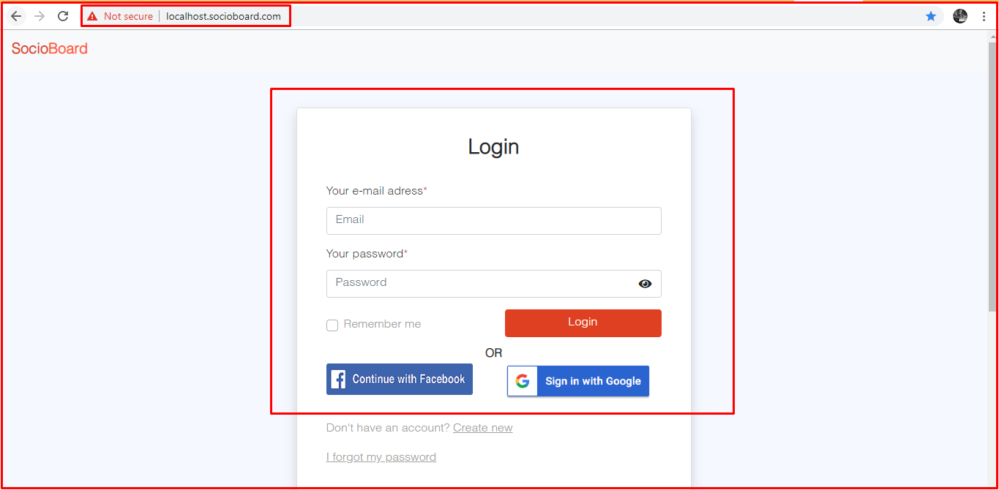 Not secure | localhost.socioboard.com
SocioBoard
Login
Your e-mail adress*
Email
Your password*
Password
Remember me
Login
OR
Continue with Facebook
Sign in with Google
Don't have an account? Create new
I forgot my password